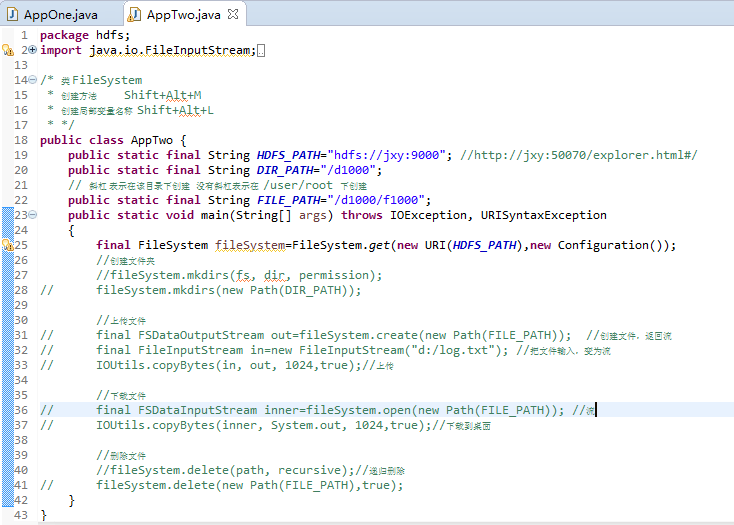 AppOne.java AppTwo.java
1 package hdfs;
2 import java.io.FileInputStream;
13
14 /* 类FileSystem
15 * 创建方法 Shift+Alt+M
16 * 创建局部变量名称 Shift+Alt+L
17 * */
18 public class AppTwo {
19 public static final String HDFS_PATH="hdfs://jxy:9000"; //http://jxy:50070/explorer.html#/
20 public static final String DIR_PATH="/d1000";
21 // 斜杠 表示在该目录下创建 没有斜杠表示在 /user/root 下创建
22 public static final String FILE_PATH="/d1000/f1000";
23 public static void main(String[] args) throws IOException, URISyntaxException
24 {
25 final FileSystem fileSystem=FileSystem.get(new URI(HDFS_PATH),new Configuration());
26 //创建文件夹
27 //fileSystem.mkdirs(fs, dir, permission);
28 // fileSystem.mkdirs(new Path(DIR_PATH));
29
30 //上传文件
31 // final FSDataOutputStream out=fileSystem.create(new Path(FILE_PATH)); //创建文件，返回流
32 // final FileInputStream in=new FileInputStream("d:/log.txt"); //把文件输入，变为流
33 // IOUtils.copyBytes(in, out, 1024,true);//上传
34
35 //下载文件
36 // final FSDataInputStream inner=fileSystem.open(new Path(FILE_PATH)); //流
37 // IOUtils.copyBytes(inner, System.out, 1024,true);//下载到桌面
38
39 //删除文件
40 //fileSystem.delete(path, recursive);//递归删除
41 // fileSystem.delete(new Path(FILE_PATH),true);
42 }
43 }